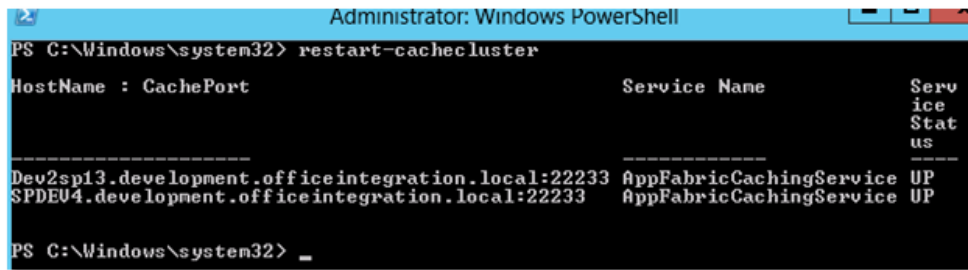 Administrator: Windows PowerShell
PS C:\Windows\system32> restart-cachecluster
HostName : CachePort Service Name Serv
ice
Stat
us
-------------------- ------------ ----
Dev2sp13.development.officeintegration.local:22233 AppFabricCachingService UP
SPDEV4.development.officeintegration.local:22233 AppFabricCachingService UP
PS C:\Windows\system32> _